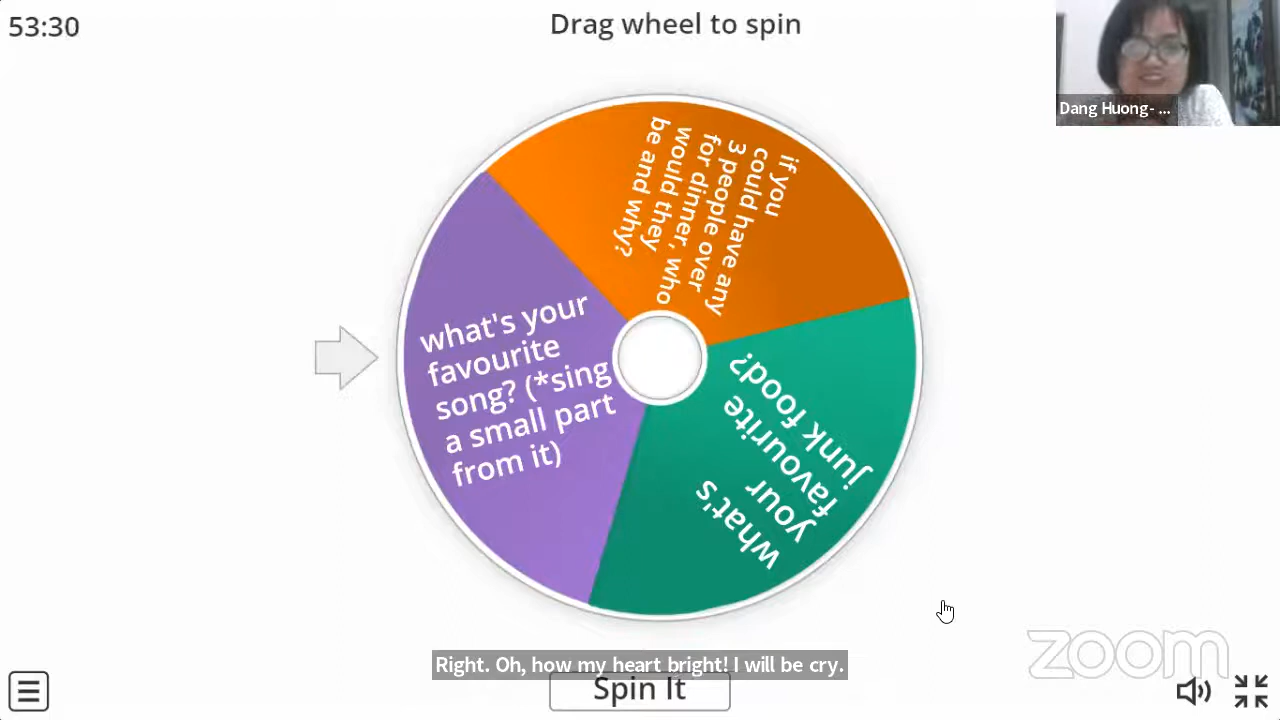 53:30
Drag wheel to spin
Dang Huong- ...
if you
could have any
3 people over
for dinner, who
would they
be and why?
what's your
favourite
song? (*sing
a small part
from it)
what's
your
favourite
junk food?
Right. Oh, how my heart bright! I will be cry.
Spin It
zoom